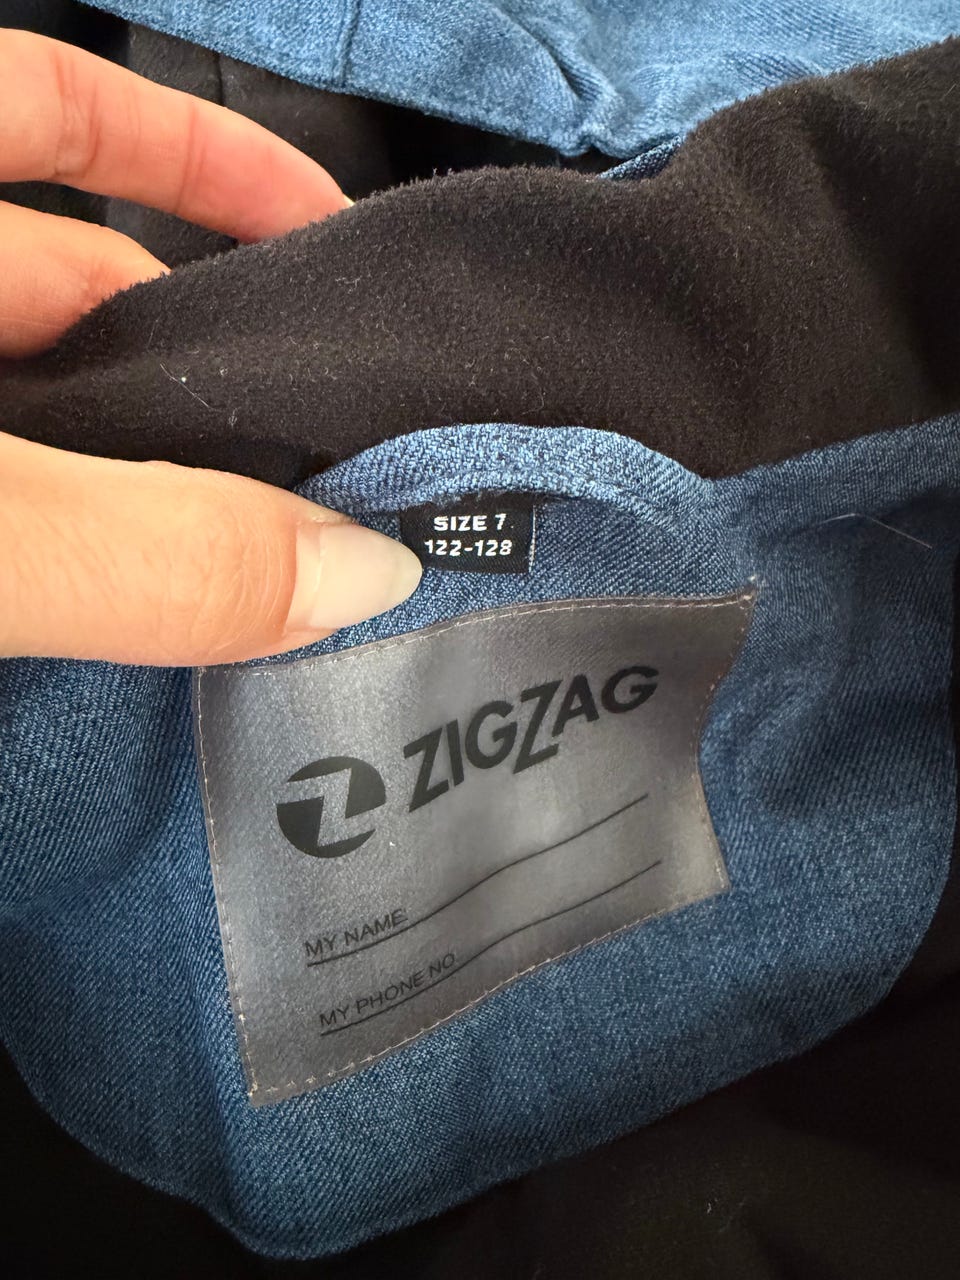 SIZE 7
122-128
Z ZIGZAG
MY NAME:
MY PHONE NO